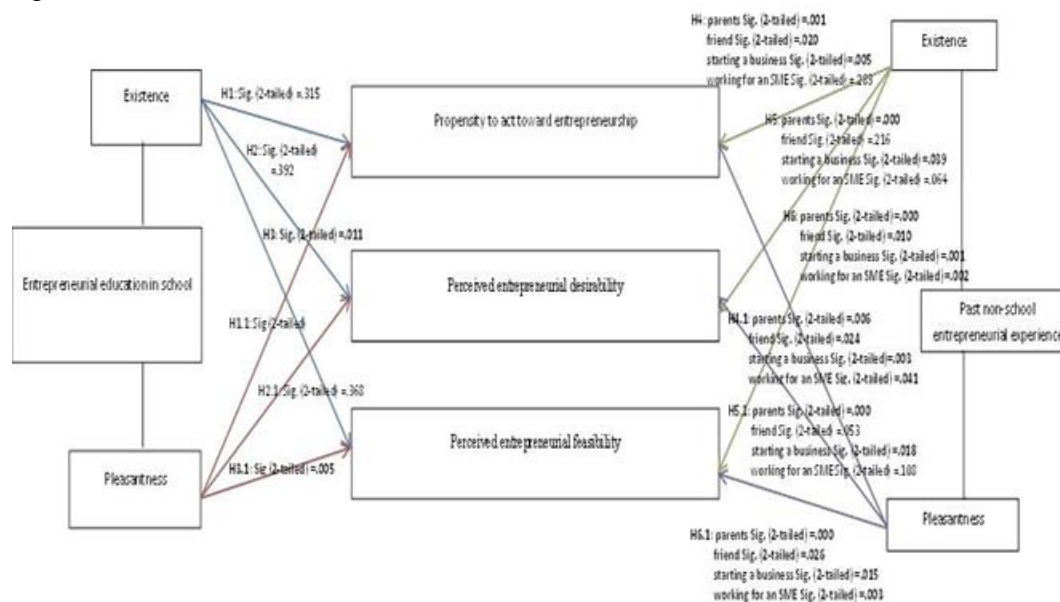 Existence
Entrepreneurial education in school
Pleasantness
H1: Sig. (2-tailed) =.315
H2: Sig. (2-tailed)
=.392
H3: Sig. (2-tailed) =.011
H1.1: Sig (2-tailed)
H2.1: Sig. (2-tailed) =.368
H3.1: Sig (2-tailed) =.005
Propensity to act toward entrepreneurship
Perceived entrepreneurial desirability
Perceived entrepreneurial feasibility
H4: parents Sig. (2-tailed) =.001
friend Sig. (2-tailed) =.020
starting a business Sig. (2-tailed) =.005
working for an SME Sig. (2-tailed)
H5: parents Sig. (2-tailed) =.000
friend Sig. (2-tailed) =.216
starting a business Sig. (2-tailed) =.039
working for an SME Sig. (2-tailed) =.064
H6: parents Sig. (2-tailed) =.000
friend Sig. (2-tailed) =.010
starting a business Sig. (2-tailed) =.001
working for an SME Sig. (2-tailed) =.002
H4.1: parents Sig. (2-tailed) =.006
friend Sig. (2-tailed) =.024
starting a business Sig. (2-tailed) =.003
working for an SME Sig. (2-tailed) =.041
H5.1: parents Sig. (2-tailed) =.000
friend Sig. (2-tailed) =.053
starting a business Sig. (2-tailed) =.018
working for an SME Sig. (2-tailed)
H6.1: parents Sig. (2-tailed) =.000
friend Sig. (2-tailed) =.026
starting a business Sig. (2-tailed) =.015
working for an SME Sig. (2-tailed) =.003
Existence
Past non-school
entrepreneurial experience
Pleasantness